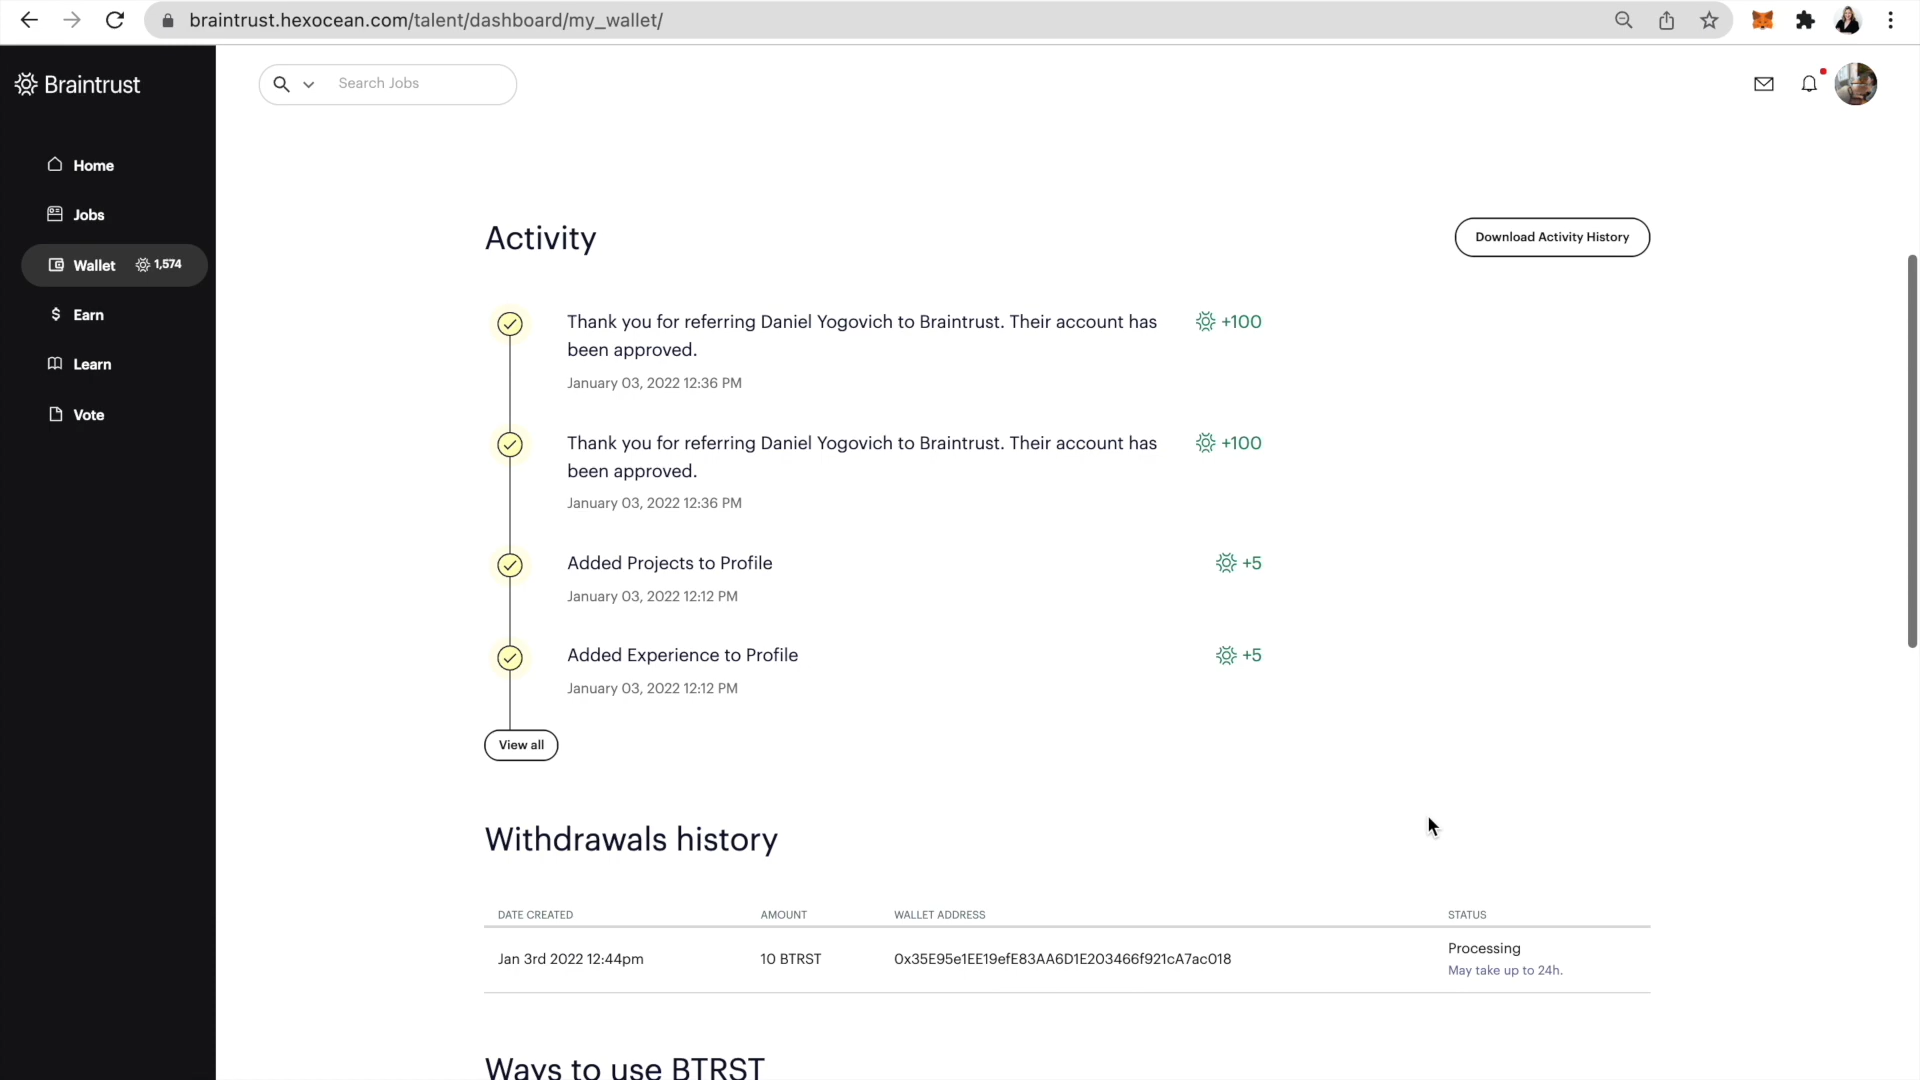 braintrust.hexocean.com/talent/dashboard/my_wallet/
Braintrust
Search Jobs
Home
Jobs
Wallet 1,574
Earn
Learn
Vote
Activity
Download Activity History
Thank you for referring Daniel Yogovich to Braintrust. Their account has
been approved.
+100
January 03, 2022 12:36 PM
Thank you for referring Daniel Yogovich to Braintrust. Their account has
been approved.
+100
January 03, 2022 12:36 PM
Added Projects to Profile
+5
January 03, 2022 12:12 PM
Added Experience to Profile
+5
January 03, 2022 12:12 PM
View all
Withdrawals history
DATE CREATED AMOUNT WALLET ADDRESS STATUS
Jan 3rd 2022 12:44pm 10 BTRST 0x35E95e1EE19efE83AA6D1E203466f921cA7ac018 Processing
May take up to 24h.
Ways to use BTRST